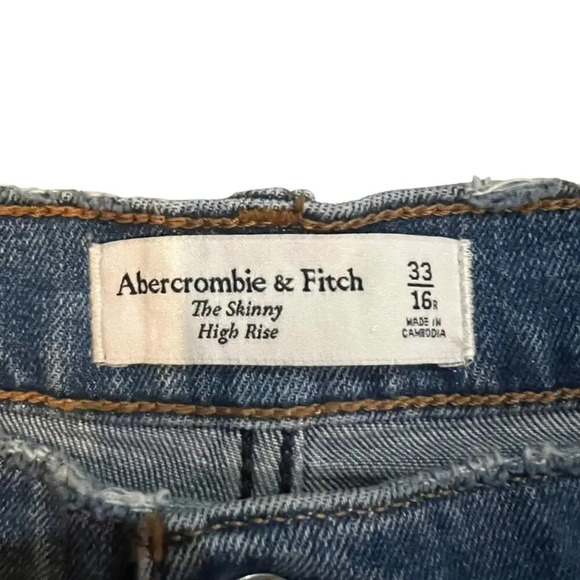 Abercrombie & Fitch
The Skinny
High Rise
33
16R
MADE IN
CAMBODIA